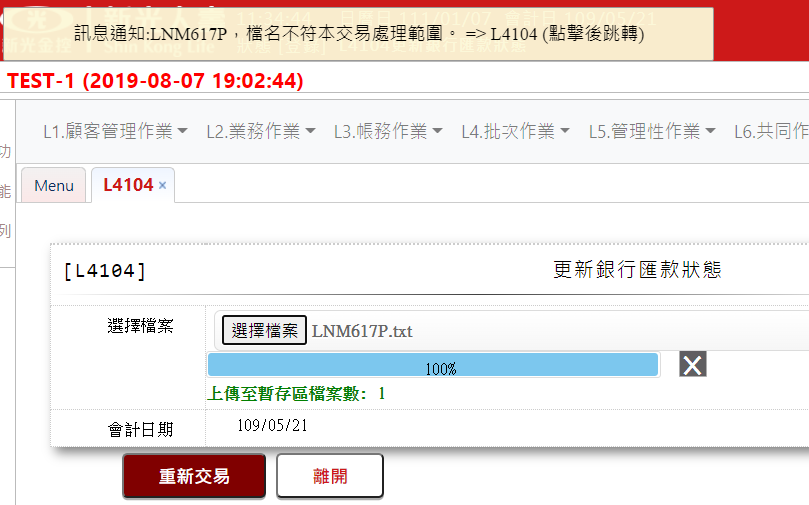 訊息通知:LNM617P，檔名不符本交易處理範圍。 => L4104 (點擊後跳轉)
TEST-1 (2019-08-07 19:02:44)
L1.顧客管理作業 L2.業務作業 L3.帳務作業 L4.批次作業 L5.管理性作業 L6.共同作
功
能
列
Menu L4104 ×
[L4104] 更新銀行匯款狀態
選擇檔案 選擇檔案 LNM617P.txt
100% X
上傳至暫存區檔案數: 1
會計日期 109/05/21
重新交易 離開